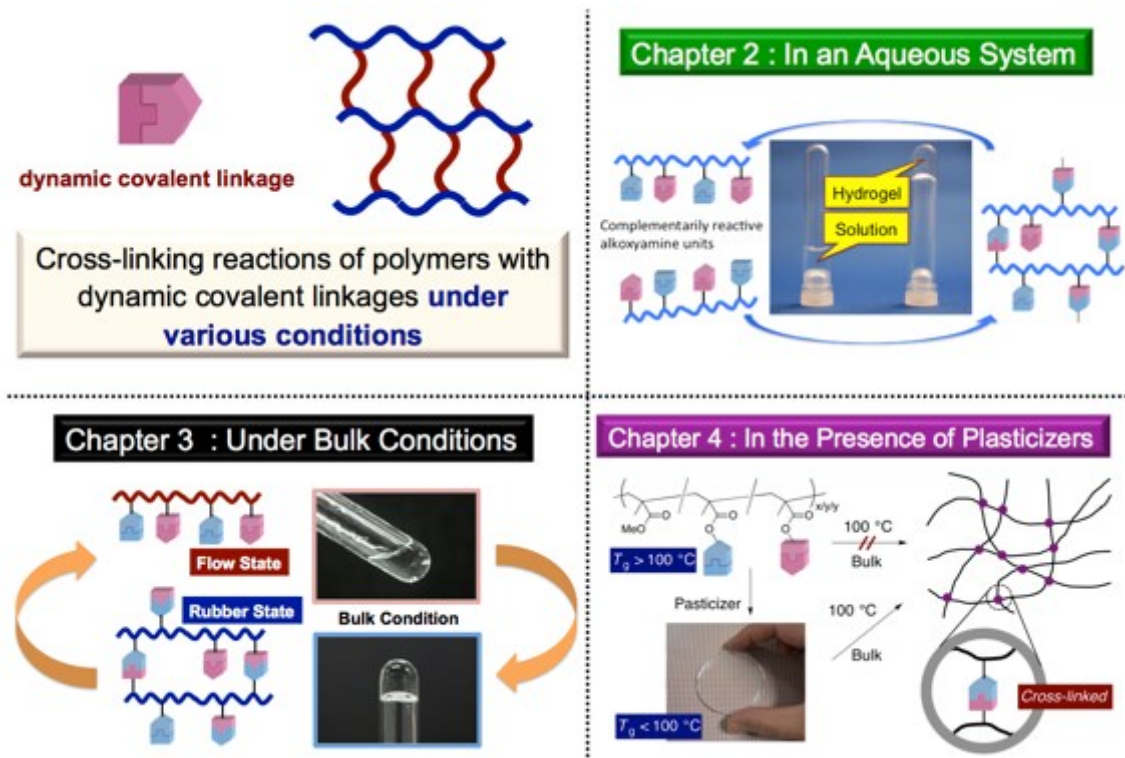 dynamic covalent linkage
Cross-linking reactions of polymers with
dynamic covalent linkages under
various conditions
Chapter 2 : In an Aqueous System
Hydrogel
Solution
Complementarily reactive
alkoxyamine units
Chapter 3 : Under Bulk Conditions
Flow State
Rubber State
Bulk Condition
Chapter 4 : In the Presence of Plasticizers
x/y/y
O
O
O
MeO
O
O
O
Tg > 100 °C
100 °C
Bulk
Pasticizer
100 °C
Bulk
Tg < 100 °C
Cross-linked